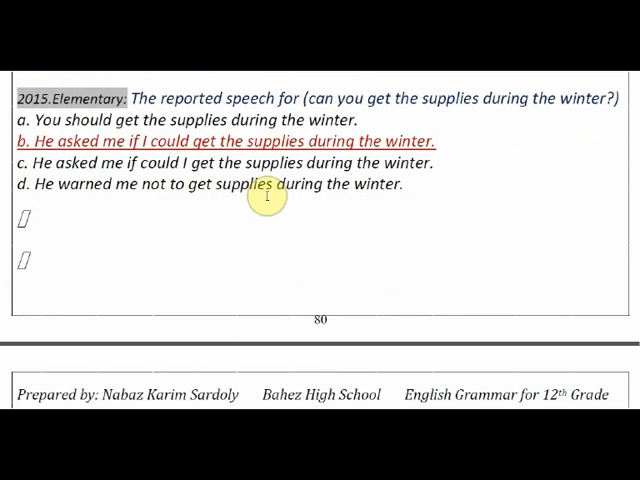 2015.Elementary: The reported speech for (can you get the supplies during the winter?)
a. You should get the supplies during the winter.
b. He asked me if I could get the supplies during the winter.
c. He asked me if could I get the supplies during the winter.
d. He warned me not to get supplies during the winter.
80
Prepared by: Nabaz Karim Sardoly Bahez High School English Grammar for 12th Grade